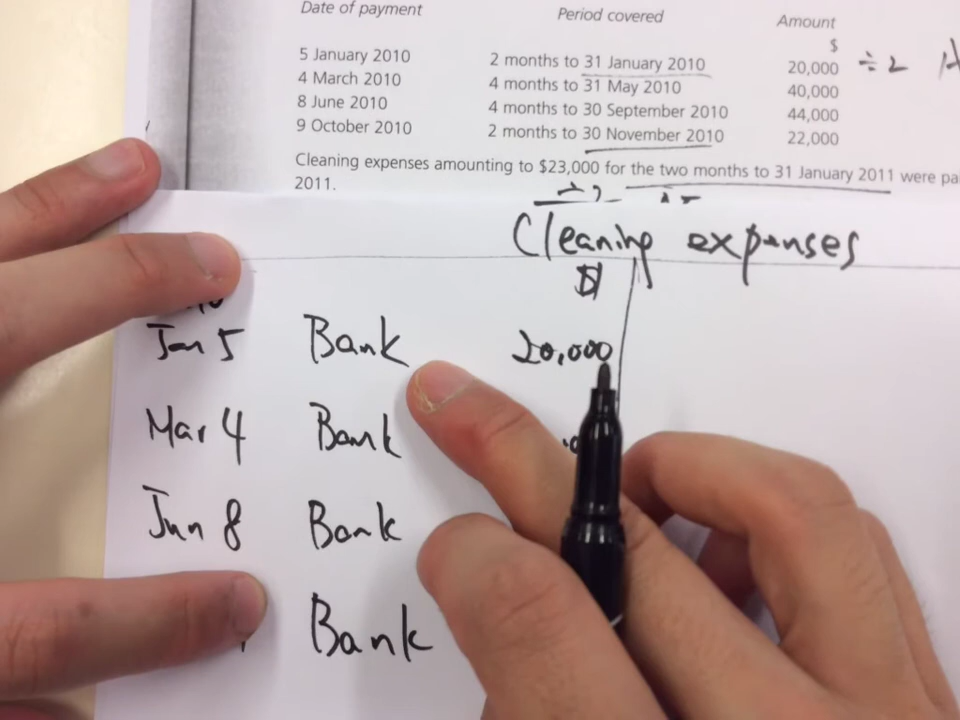 Date of payment Period covered Amount
$
5 January 2010 2 months to 31 January 2010 20,000 ÷2
4 March 2010 4 months to 31 May 2010 40,000
8 June 2010 4 months to 30 September 2010 44,000
9 October 2010 2 months to 30 November 2010 22,000
Cleaning expenses amounting to $23,000 for the two months to 31 January 2011 were
2011.
Cleaning expenses
$
Jan 5 Bank 20,000
Mar 4 Bank
Jun 8 Bank
Bank